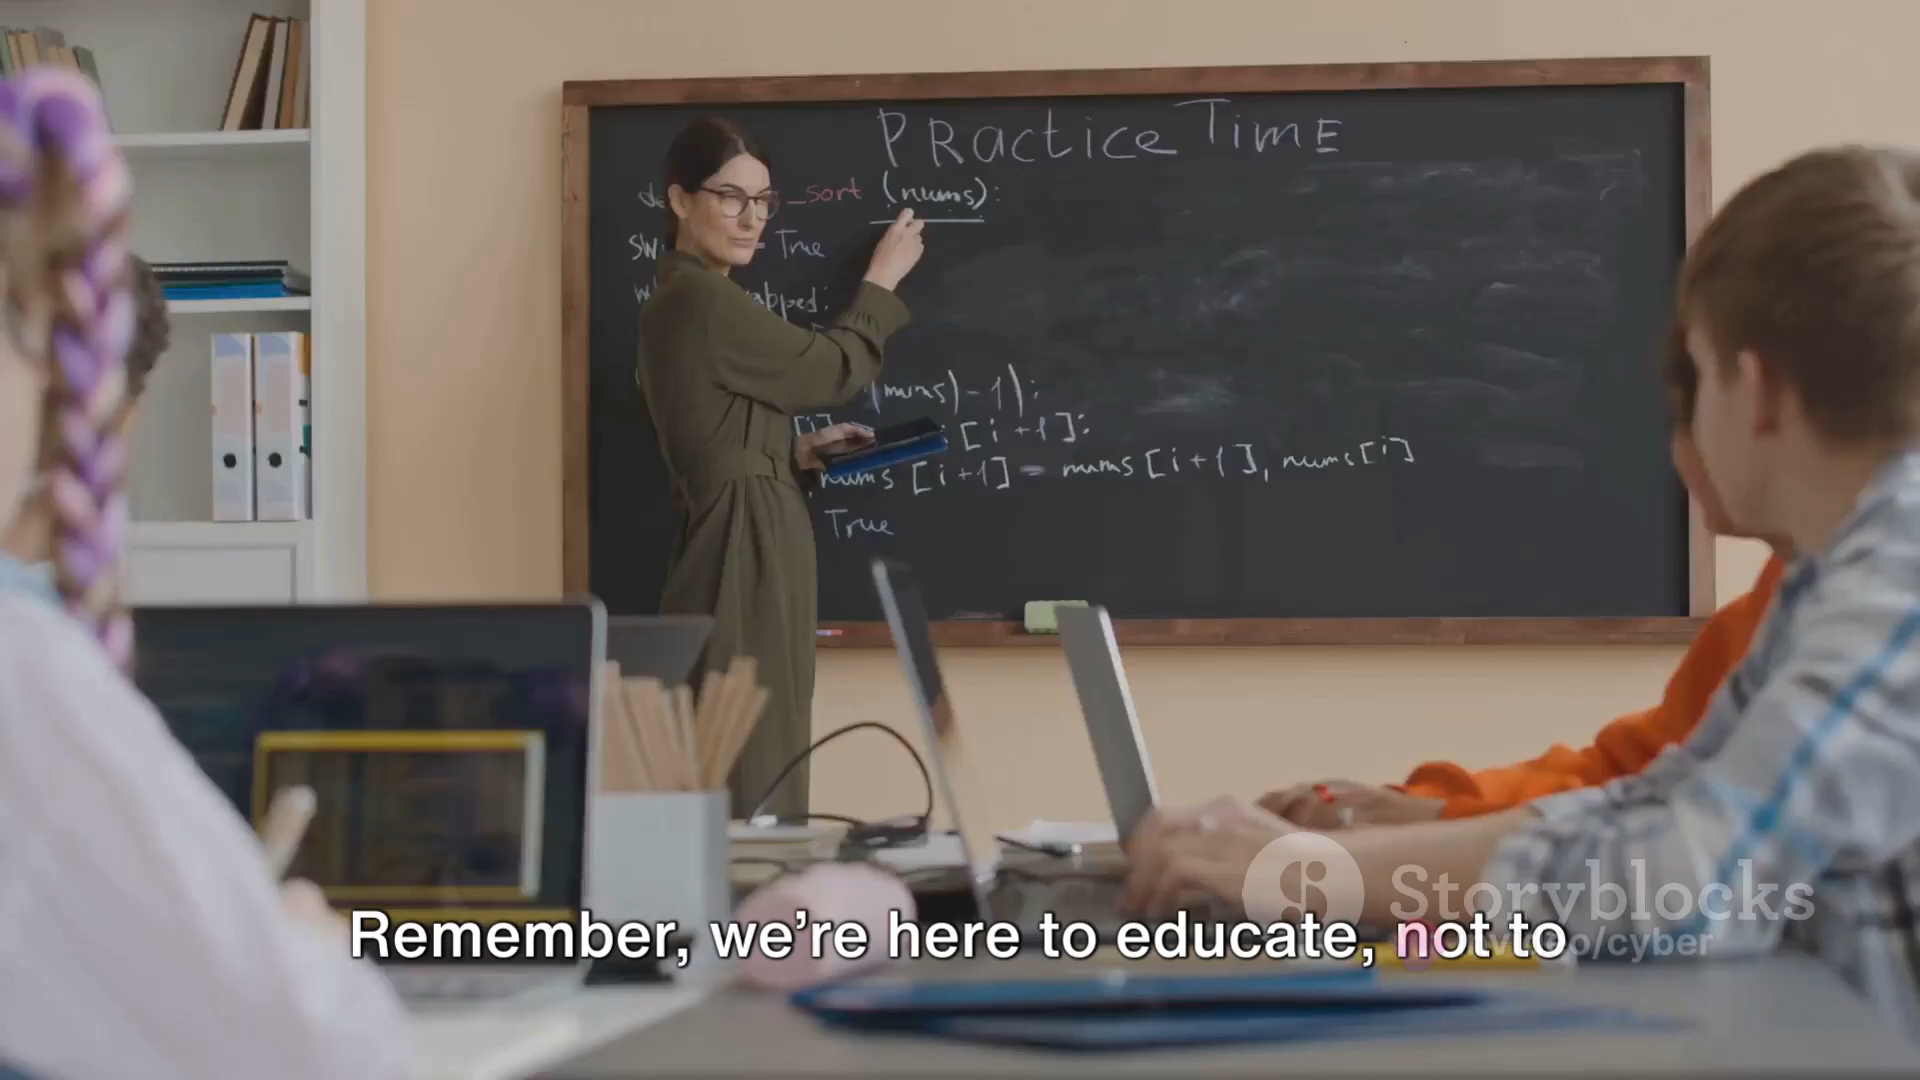 PRactice TimE
_sort (nums):
= True
(nums)-1):
[i] [i+1]:
,nums [i+1] = nums [i+1], nums[i]
True
Storyblocks
/cyber
Remember, we're here to educate, not to